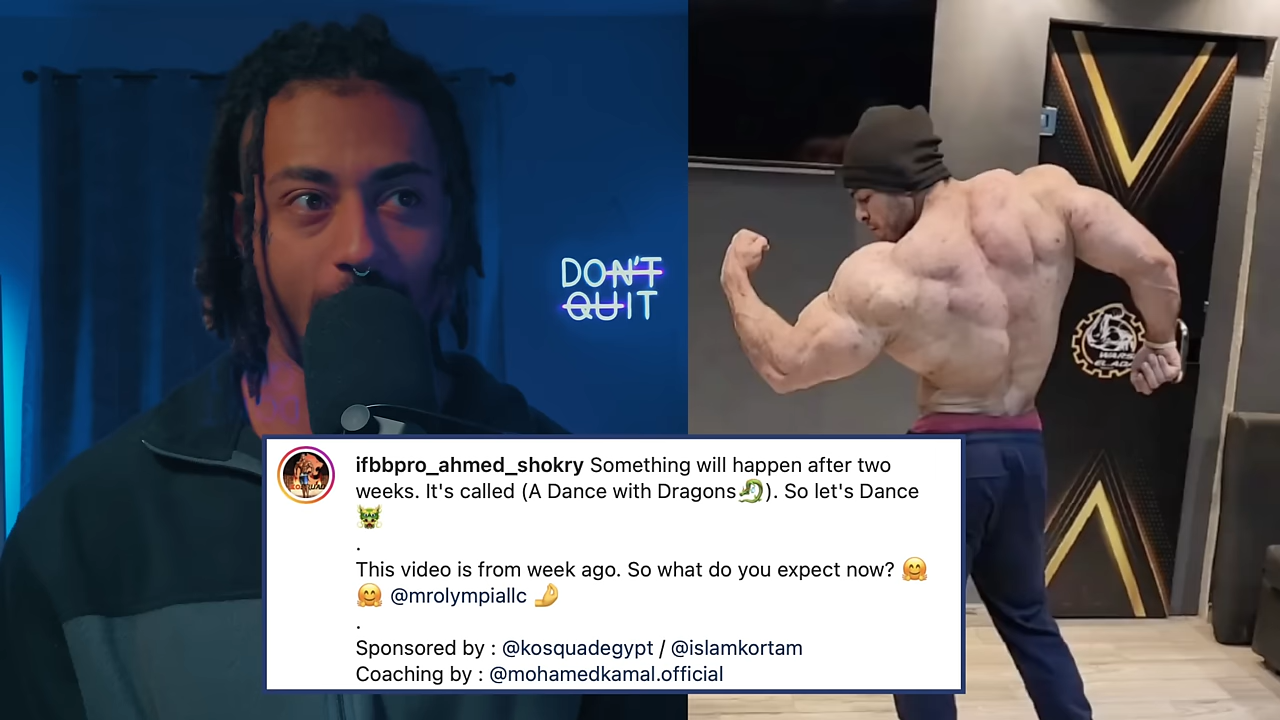 DON'T
QUIT
WARS
ifbbpro_ahmed_shokry Something will happen after two
weeks. It's called (A Dance with Dragons🐉). So let's Dance
🐲
.
This video is from week ago. So what do you expect now? 🤗
🤗 @mrolympiallc 🤌
.
Sponsored by : @kosquadegypt / @islamkortam
Coaching by : @mohamedkamal.official